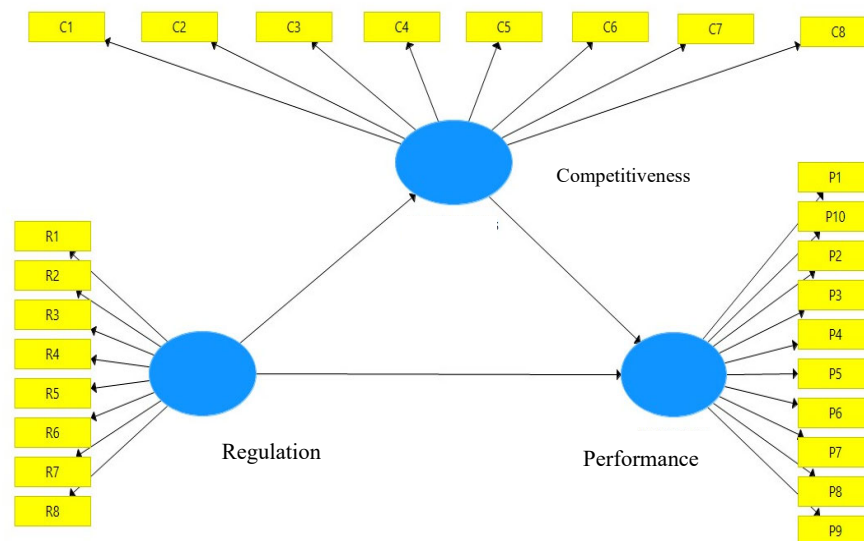 C1
C2
C3
C4
C5
C6
C7
C8
Competitiveness
R1
R2
R3
R4
R5
R6
R7
R8
Regulation
P1
P10
P2
P3
P4
P5
P6
P7
P8
P9
Performance